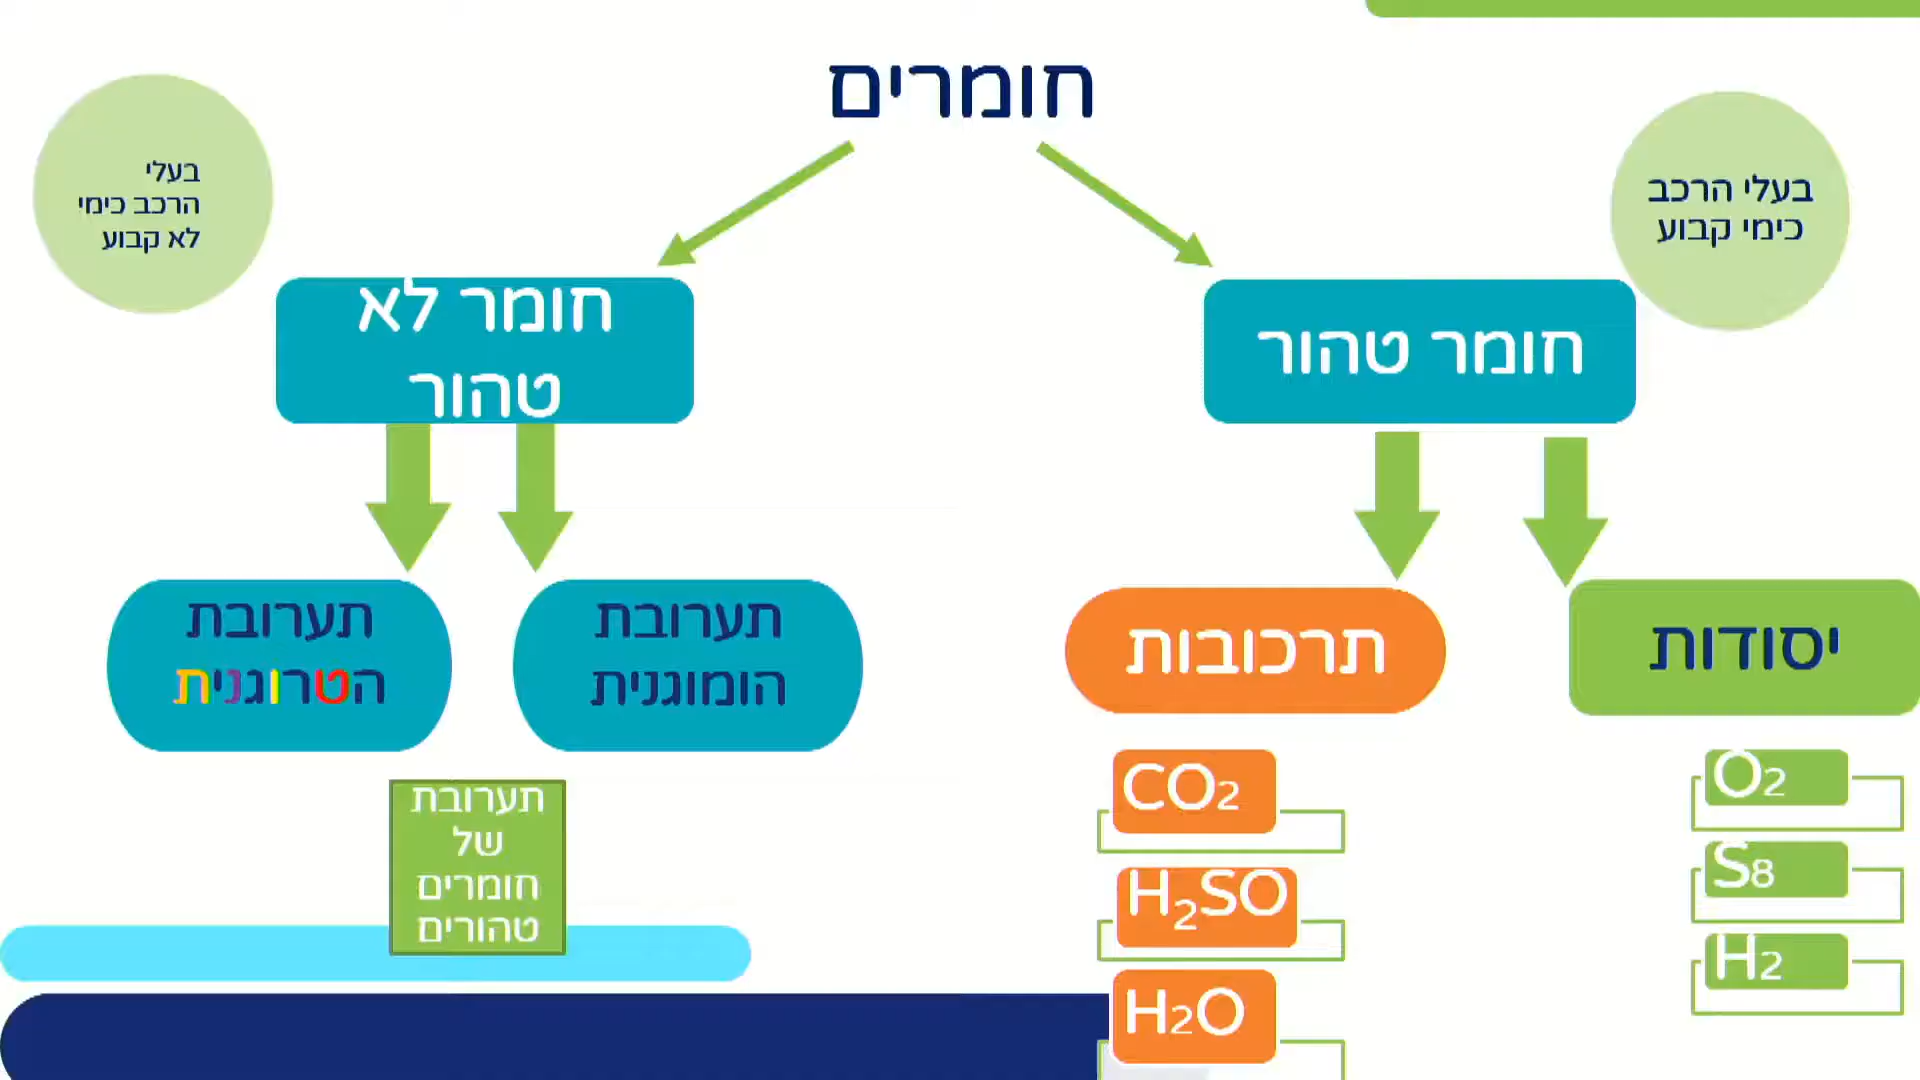 חומרים
בעלי הרכב
כימי קבוע
בעלי
הרכב כימי
לא קבוע
חומר טהור
חומר לא
טהור
יסודות
תרכובות
תערובת
הומוגנית
תערובת
הטרוגנית
O2
S8
H2
CO2
H2SO
H2O
תערובת
של
חומרים
טהורים